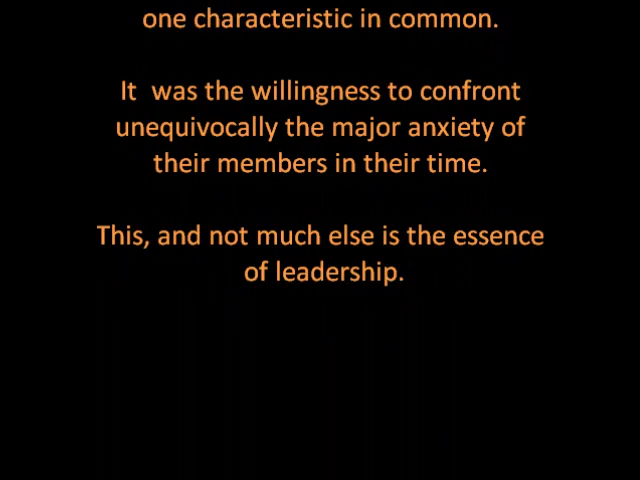 one characteristic in common.
It  was the willingness to confront
unequivocally the major anxiety of
their members in their time.
This, and not much else is the essence
of leadership.